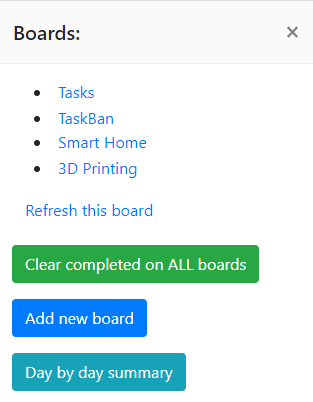 Boards:
×
Tasks
TaskBan
Smart Home
3D Printing
Refresh this board
Clear completed on ALL boards
Add new board
Day by day summary